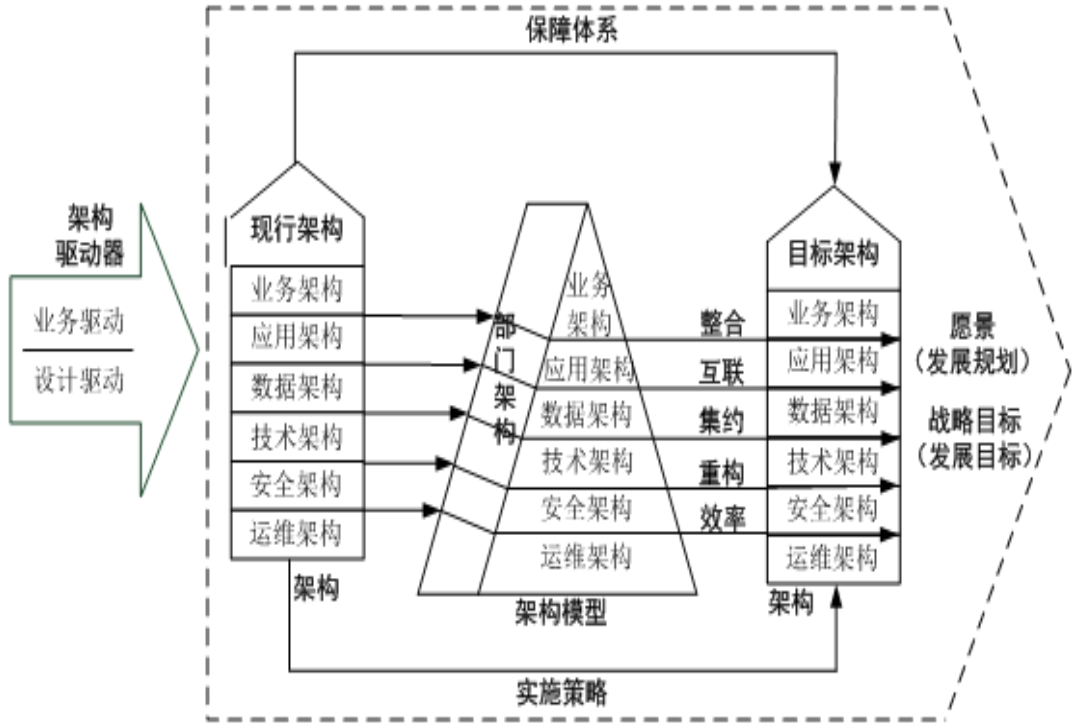 保障体系
架构
驱动器
业务驱动
设计驱动
现行架构
业务架构
应用架构
数据架构
技术架构
安全架构
运维架构
架构
部门架构
业务
架构
应用架构
数据架构
技术架构
安全架构
运维架构
架构模型
整合
互联
集约
重构
效率
目标架构
业务架构
应用架构
数据架构
技术架构
安全架构
运维架构
架构
愿景
（发展规划）
战略目标
（发展目标）
实施策略